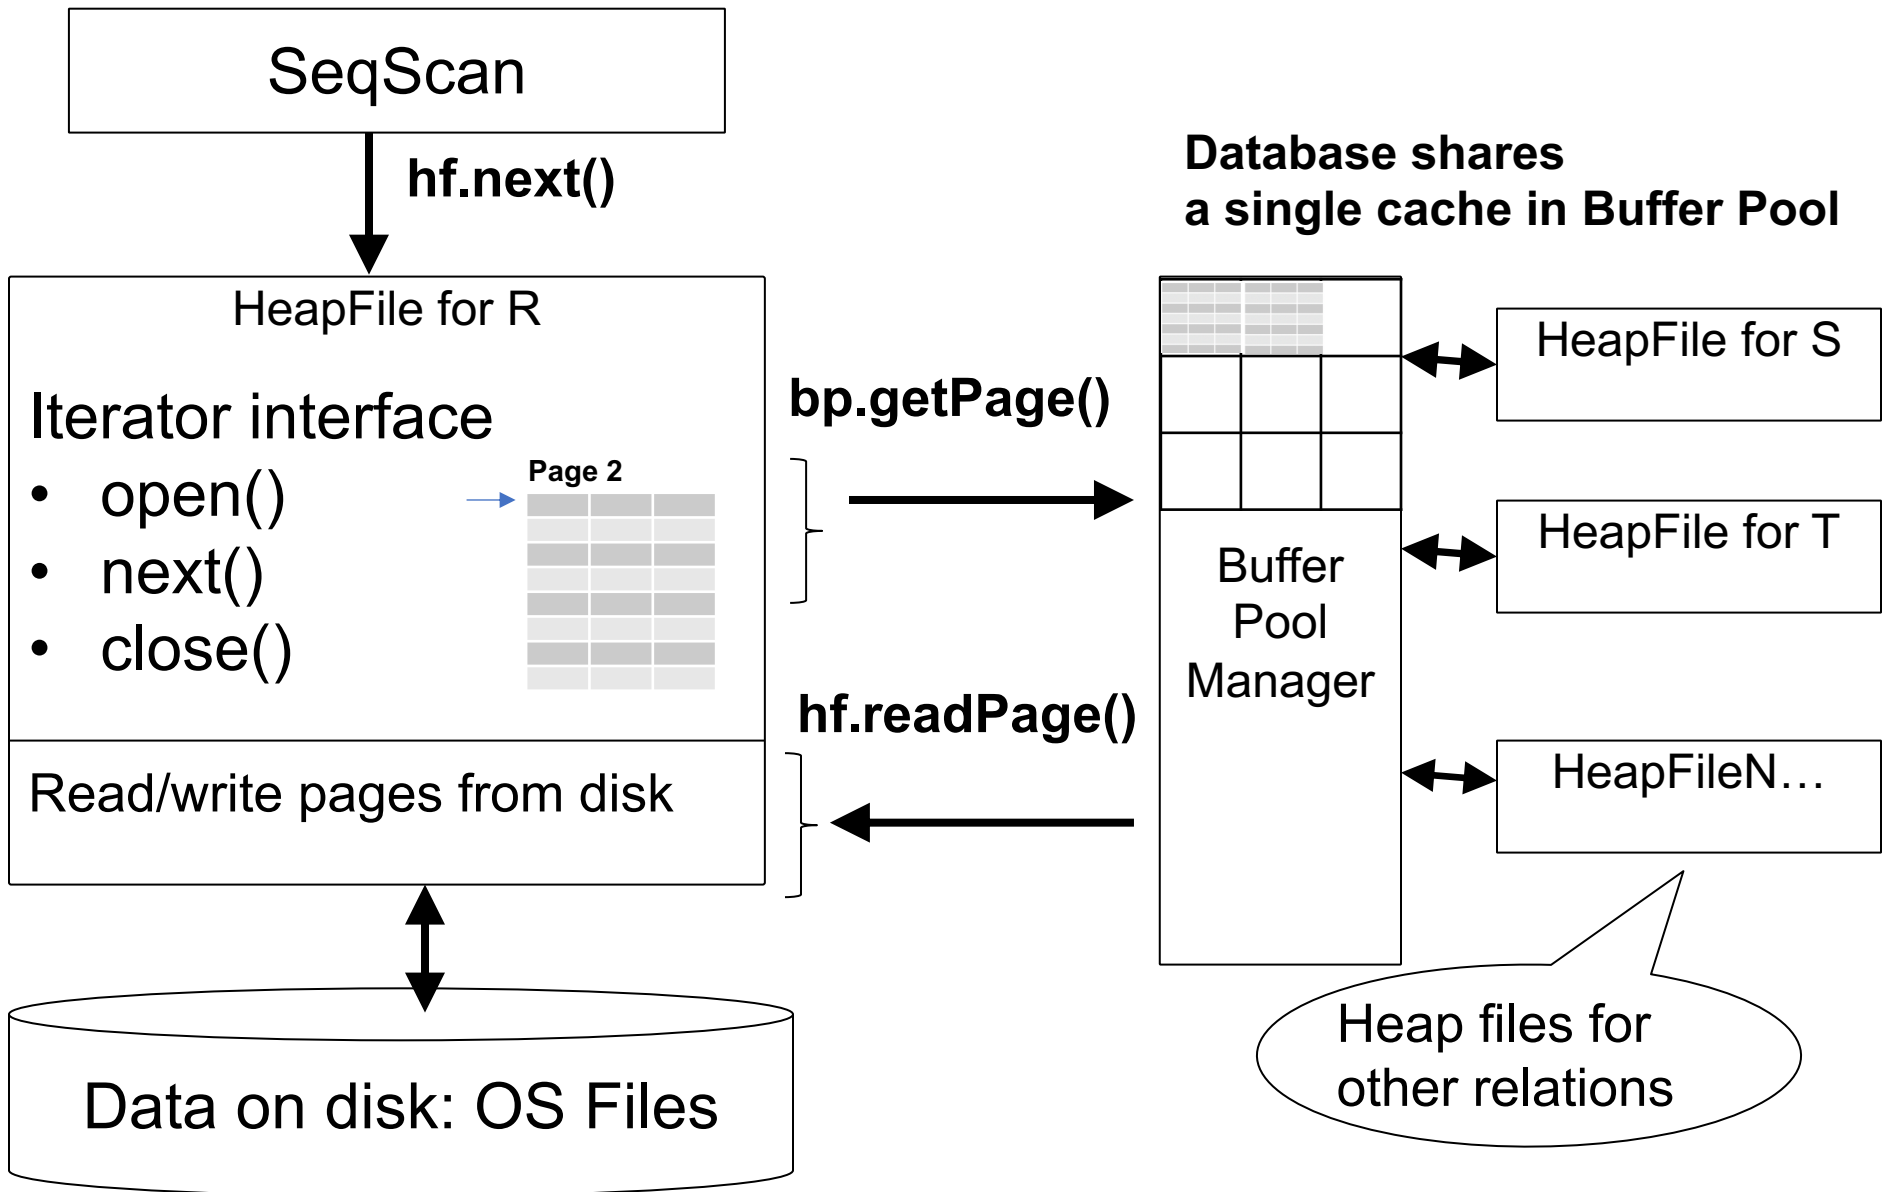 SeqScan
hf.next()
Database shares
a single cache in Buffer Pool
HeapFile for R
Iterator interface
• open()
• next()
• close()
Page 2
bp.getPage()
hf.readPage()
Read/write pages from disk
Data on disk: OS Files
Buffer
Pool
Manager
HeapFile for S
HeapFile for T
HeapFileN…
Heap files for
other relations